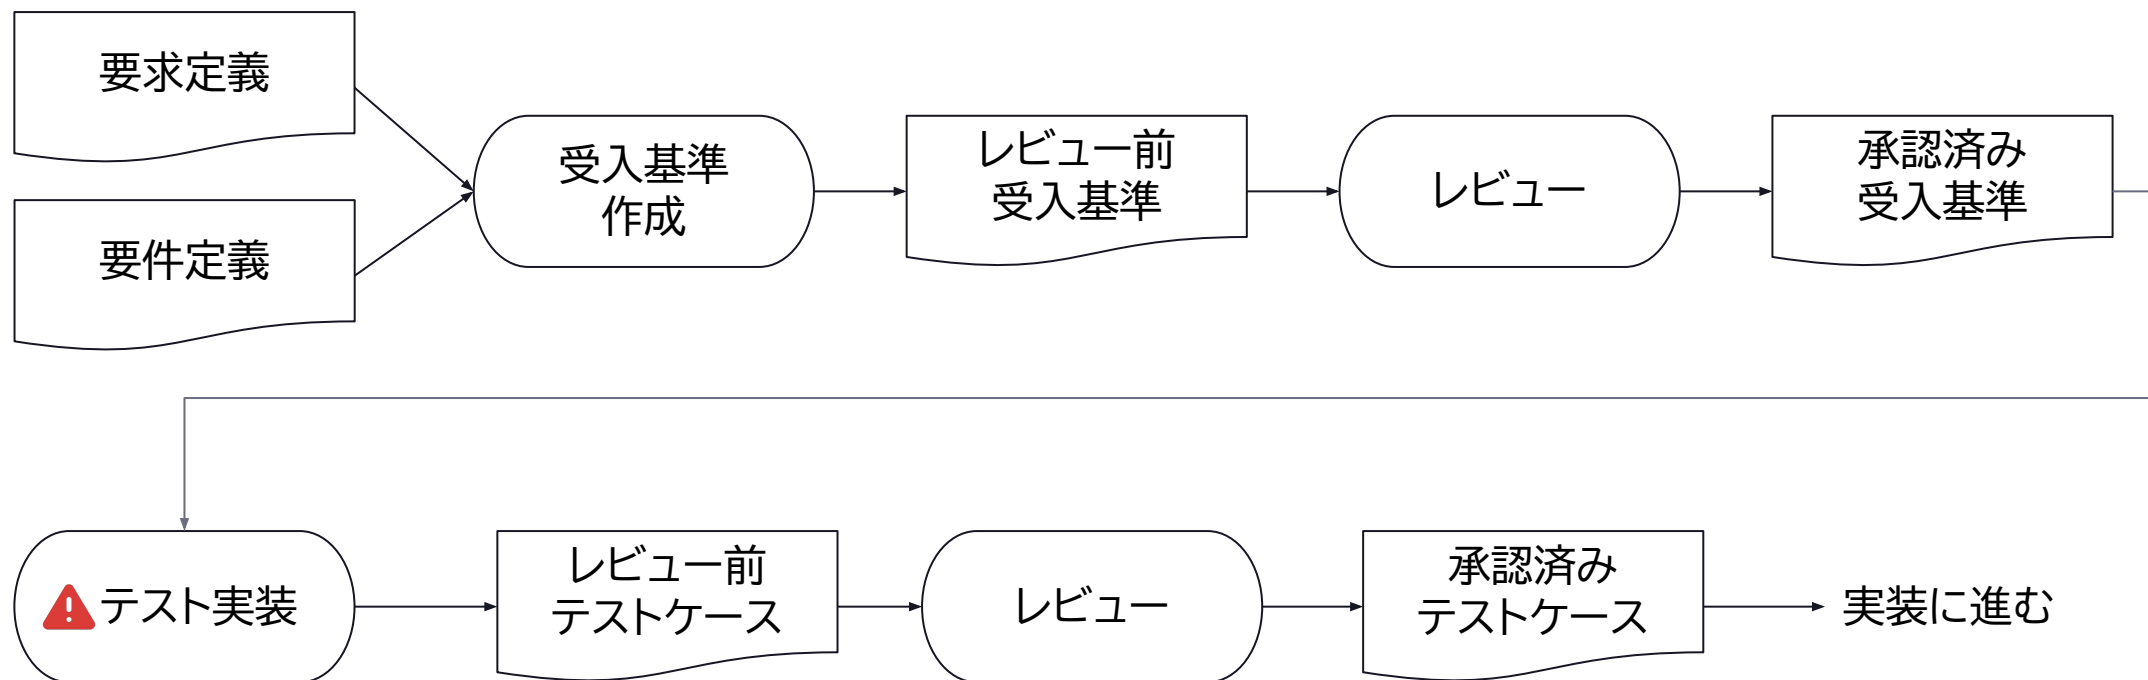 要求定義
要件定義
受入基準
作成
レビュー前
受入基準
レビュー
承認済み
受入基準
テスト実装
レビュー前
テストケース
レビュー
承認済み
テストケース
実装に進む